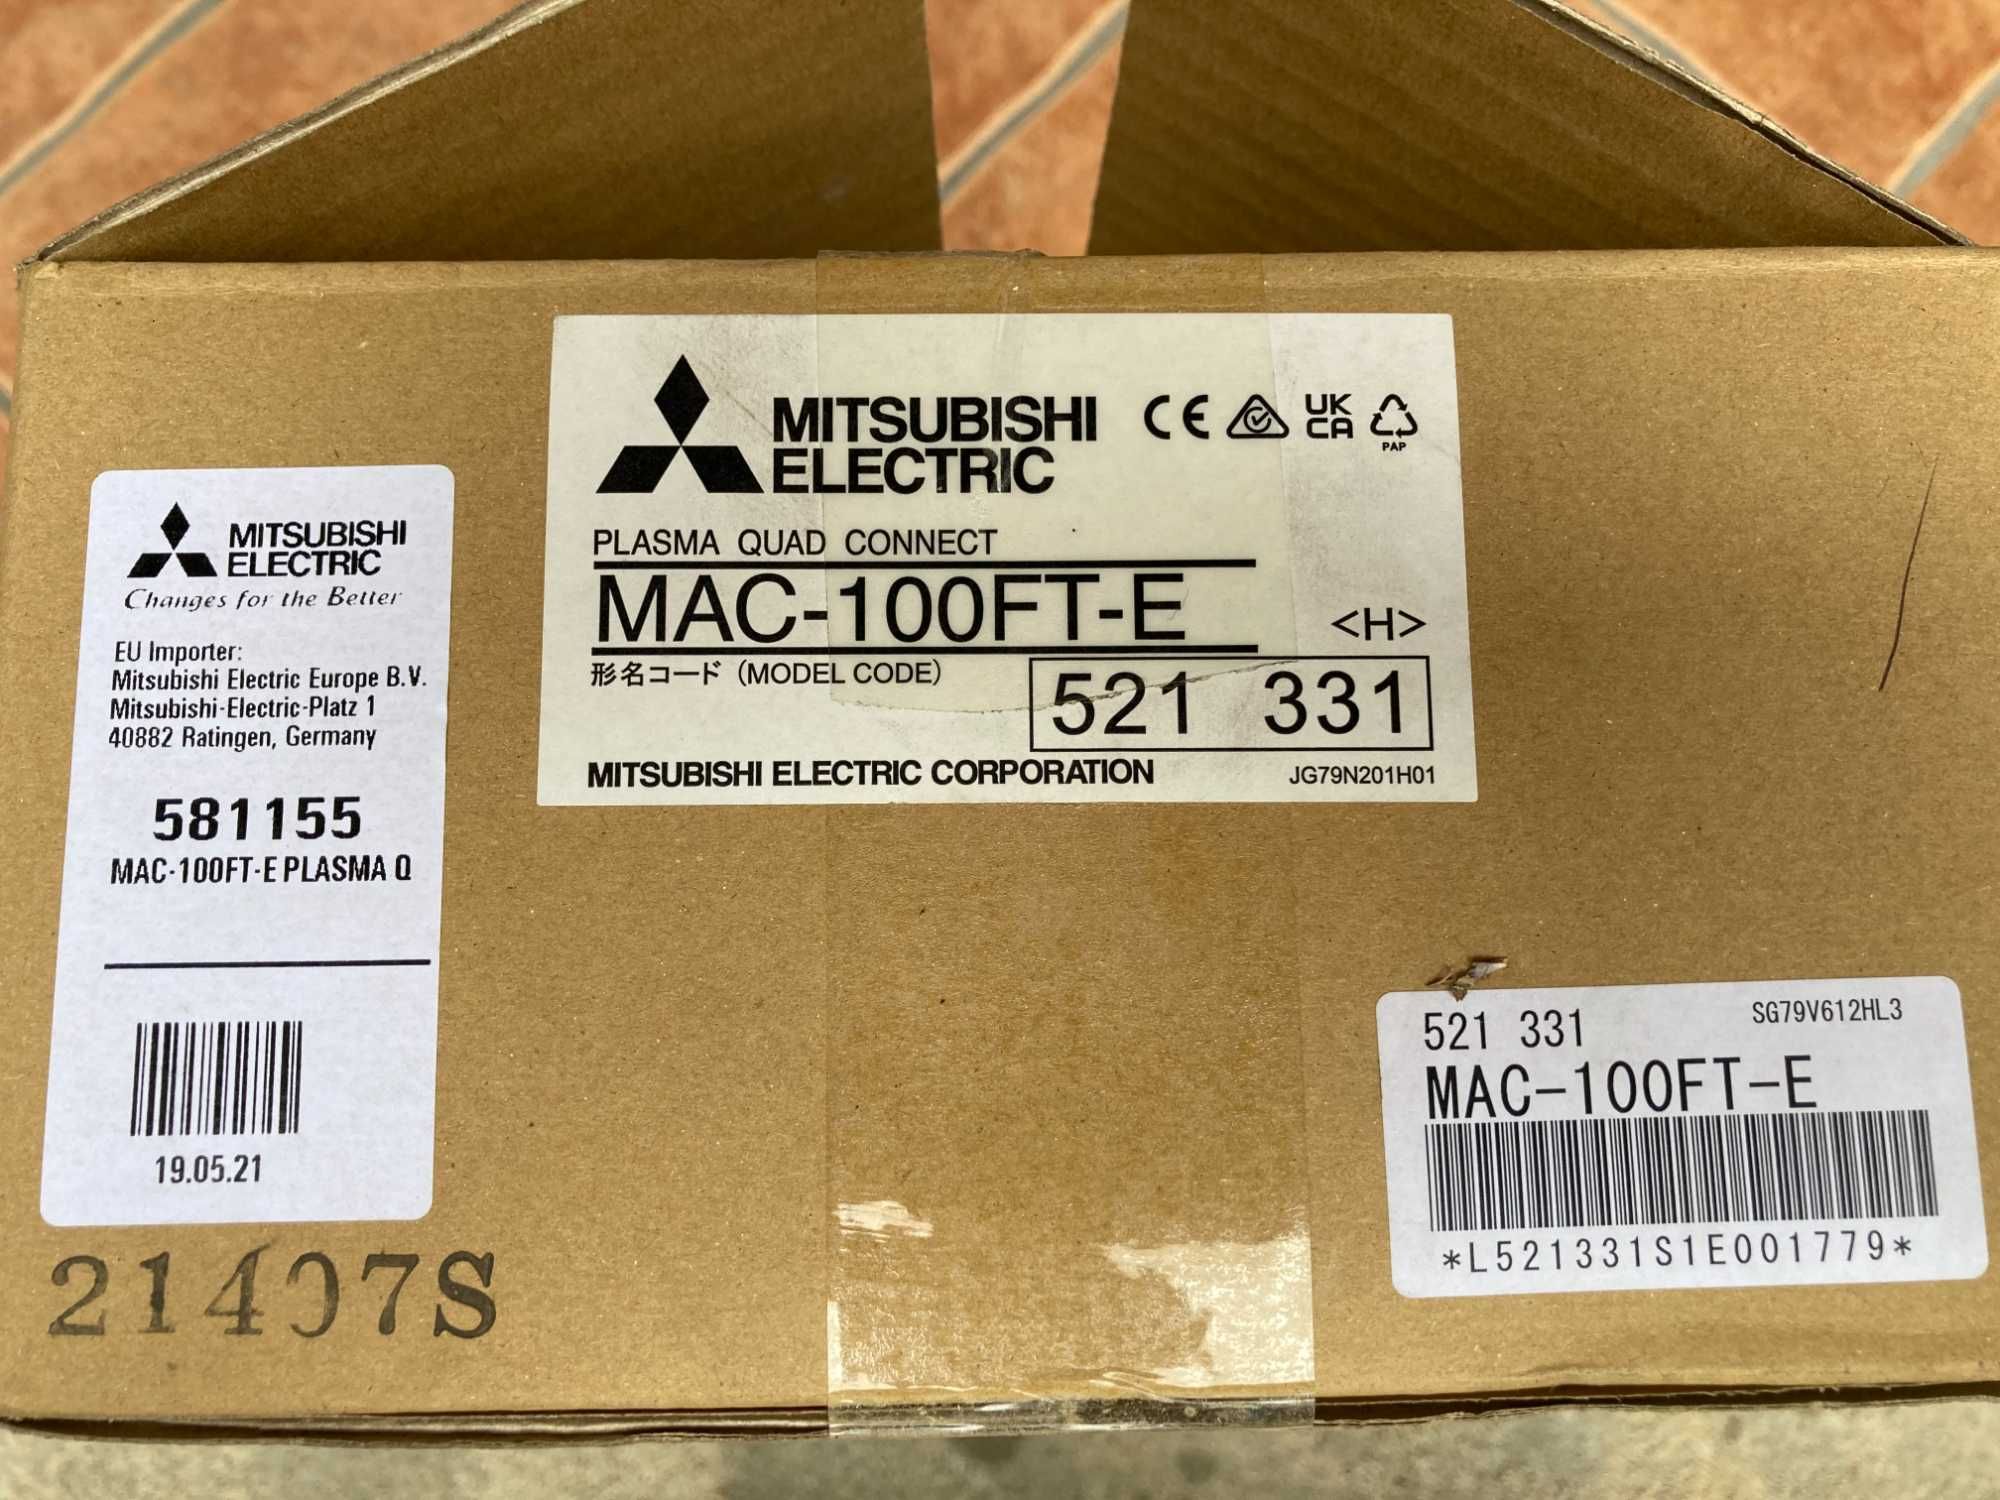 MITSUBISHI
ELECTRIC
CE
UK
CA
PAP
PLASMA QUAD CONNECT
MAC-100FT-E
<H>
形名コード (MODEL CODE)
521 331
MITSUBISHI ELECTRIC CORPORATION
JG79N201H01
MITSUBISHI
ELECTRIC
Changes for the Better
EU Importer:
Mitsubishi Electric Europe B.V.
Mitsubishi-Electric-Platz 1
40882 Ratingen, Germany
581155
MAC-100FT-E PLASMA Q
19.05.21
21407S
521 331
SG79V612HL3
MAC-100FT-E
*L521331S1E001779*